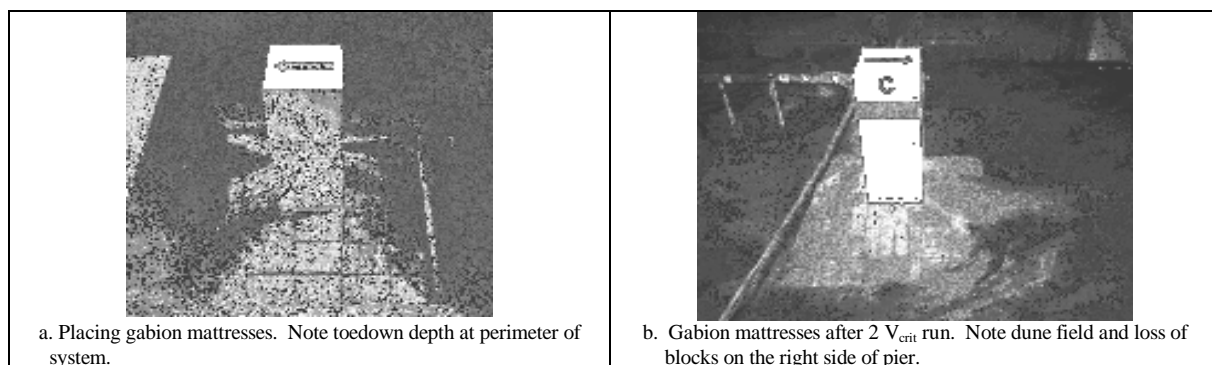 C
a. Placing gabion mattresses. Note toedown depth at perimeter of
system.
b. Gabion mattresses after 2 Vcrit run. Note dune field and loss of
blocks on the right side of pier.